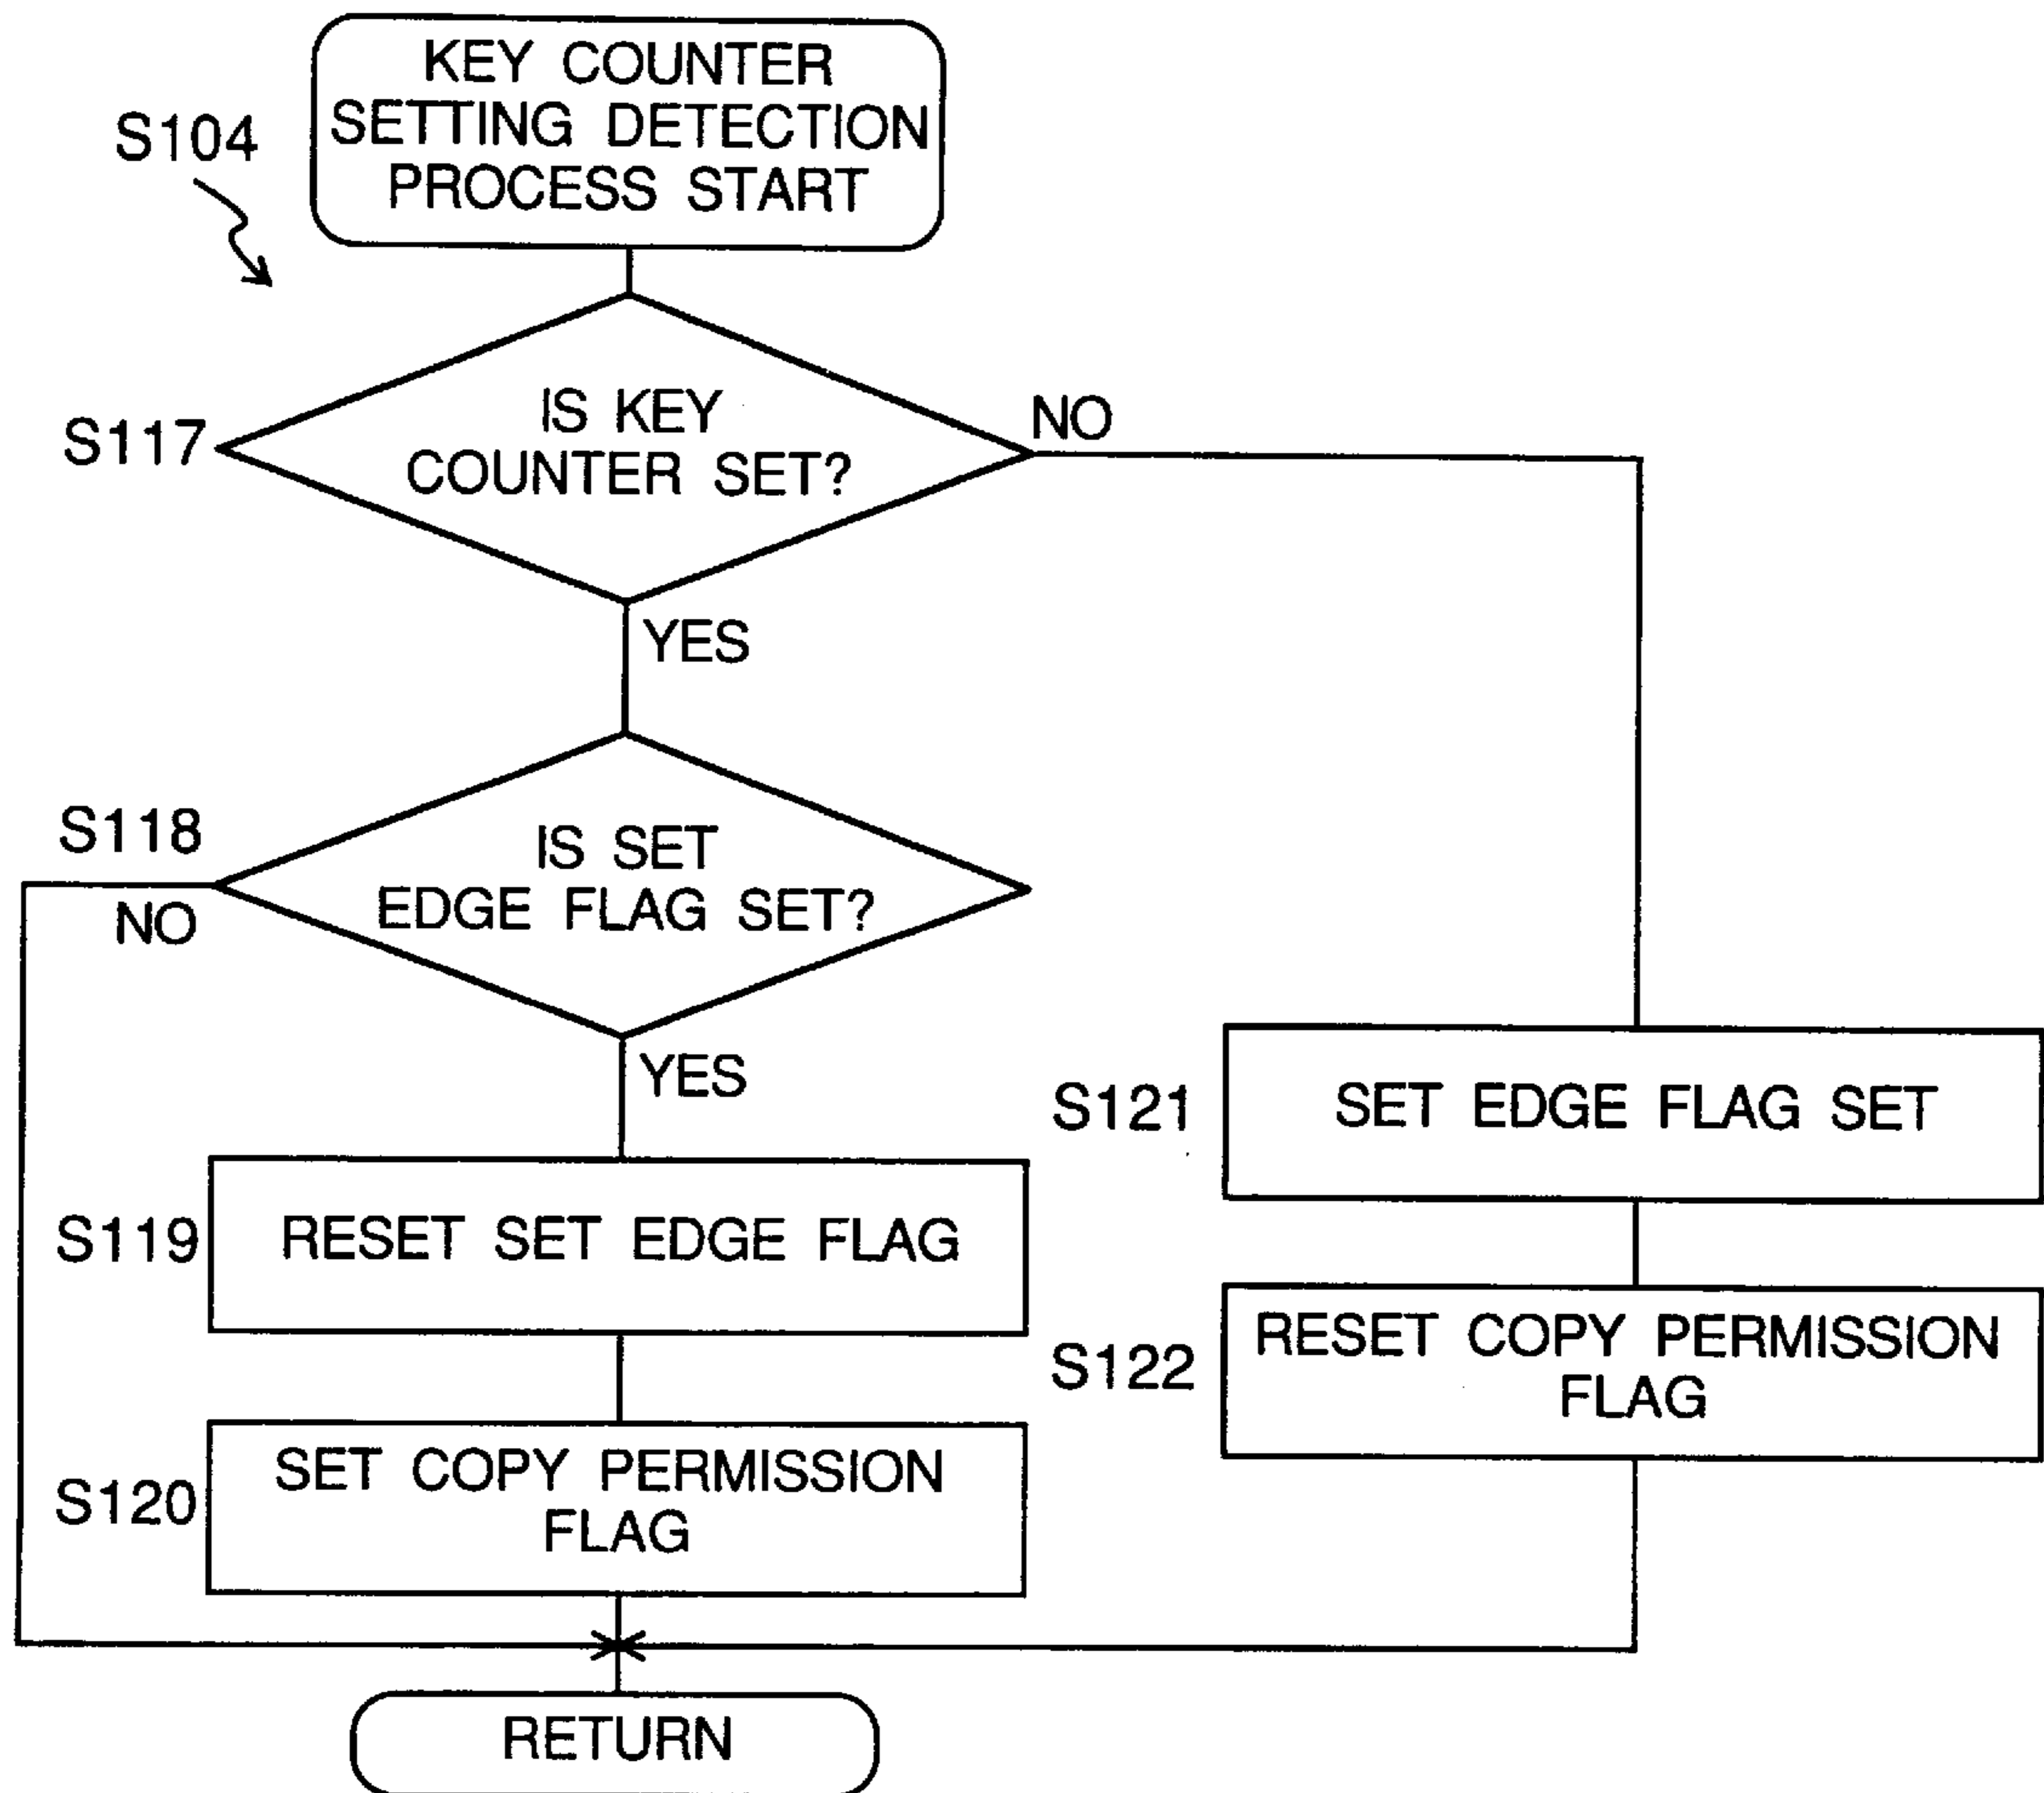 KEY COUNTER
SETTING DETECTION
PROCESS START
S104
IS KEY
COUNTER SET?
S117
NO
YES
S118
IS SET
EDGE FLAG SET?
NO
YES
S119
RESET SET EDGE FLAG
S120
SET COPY PERMISSION
FLAG
S121
SET EDGE FLAG SET
S122
RESET COPY PERMISSION
FLAG
RETURN